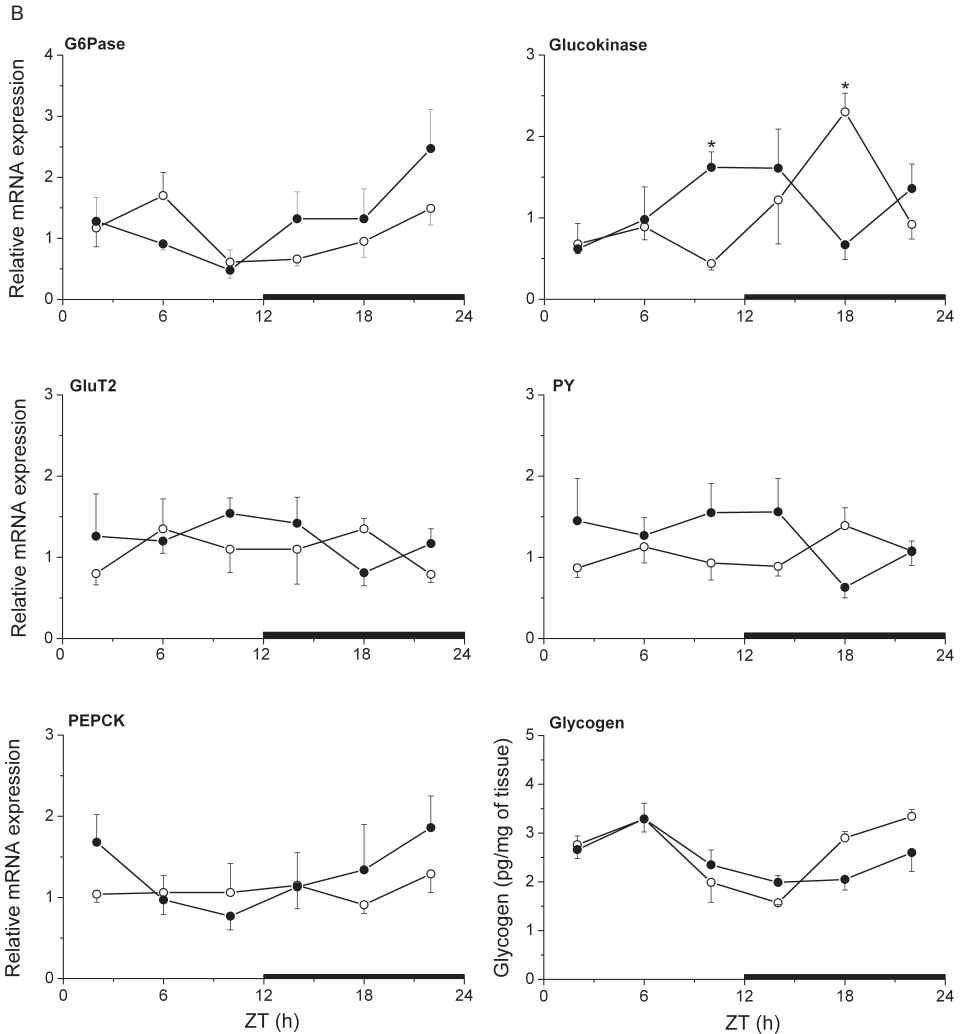 B
G6Pase
Relative mRNA expression
4
3
2
1
0
0 6 12 18 24
Glucokinase
3
2
1
0
* *
0 6 12 18 24
GluT2
Relative mRNA expression
3
2
1
0
0 6 12 18 24
PY
3
2
1
0
0 6 12 18 24
PEPCK
Relative mRNA expression
3
2
1
0
0 6 12 18 24
ZT (h)
Glycogen
Glycogen (pg/mg of tissue)
5
4
3
2
1
0
0 6 12 18 24
ZT (h)